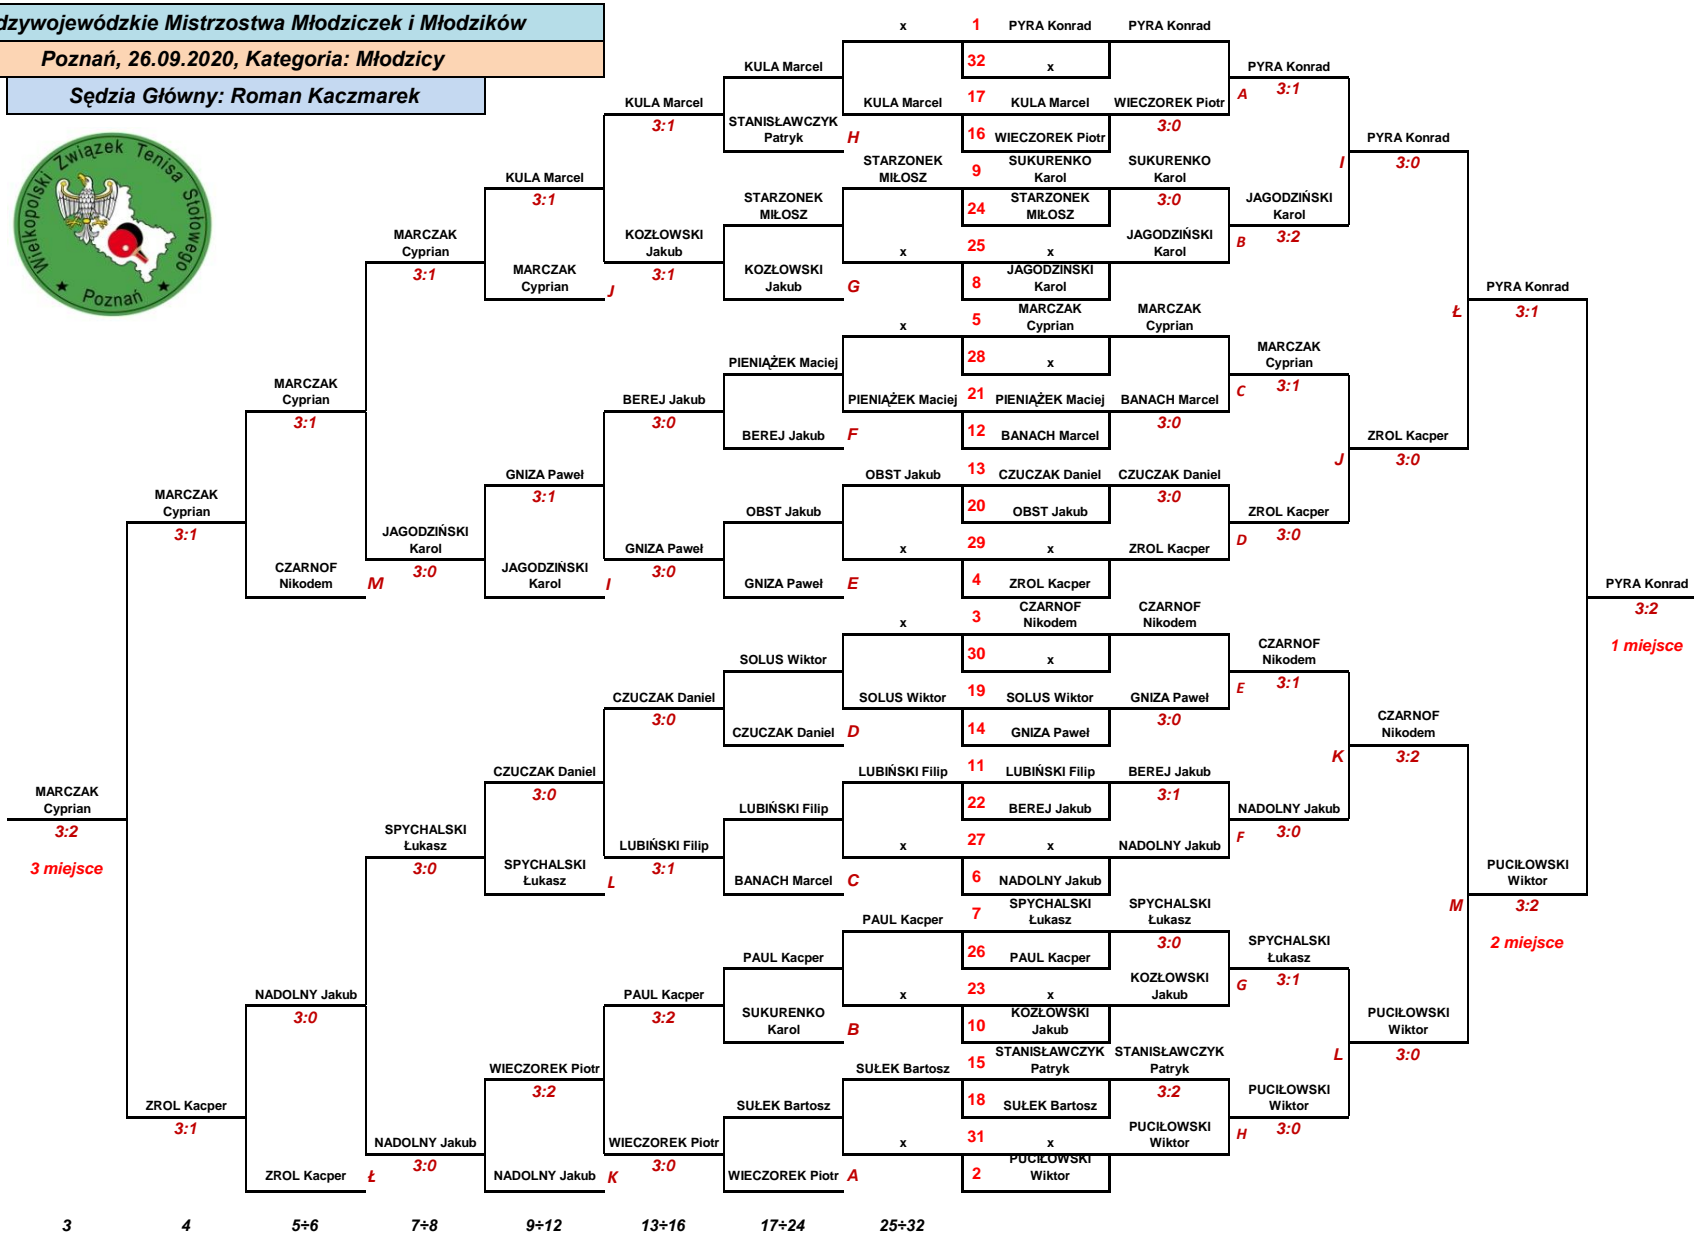 dzywojewódzkie Mistrzostwa Młodziczek i Młodzików
Poznań, 26.09.2020, Kategoria: Młodzicy
Sędzia Główny: Roman Kaczmarek
Wielkopolski Związek Tenisa Stołowego
★ Poznań ★
MARCZAK
Cyprian
3:2
3 miejsce
MARCZAK
Cyprian
3:1
ZROL Kacper
3:1
MARCZAK
Cyprian
3:1
CZARNOF
Nikodem
M
NADOLNY Jakub
3:0
ZROL Kacper
Ł
MARCZAK
Cyprian
3:1
JAGODZIŃSKI
Karol
3:0
SPYCHALSKI
Łukasz
3:0
NADOLNY Jakub
3:0
KULA Marcel
3:1
MARCZAK
Cyprian
J
GNIZA Paweł
3:1
JAGODZIŃSKI
Karol
I
CZUCZAK Daniel
3:0
SPYCHALSKI
Łukasz
L
WIECZOREK Piotr
3:2
NADOLNY Jakub
K
KULA Marcel
3:1
KOZŁOWSKI
Jakub
3:1
BEREJ Jakub
3:0
GNIZA Paweł
3:0
CZUCZAK Daniel
3:0
LUBIŃSKI Filip
3:1
PAUL Kacper
3:2
WIECZOREK Piotr
3:0
KULA Marcel
STANISŁAWCZYK
Patryk
H
STARZONEK
MIŁOSZ
KOZŁOWSKI
Jakub
G
PIENIĄŻEK Maciej
BEREJ Jakub
F
OBST Jakub
GNIZA Paweł
E
SOLUS Wiktor
CZUCZAK Daniel
D
LUBIŃSKI Filip
BANACH Marcel
C
PAUL Kacper
SUKURENKO
Karol
B
SUŁEK Bartosz
WIECZOREK Piotr
A
x
KULA Marcel
STARZONEK
MIŁOSZ
x
x
PIENIĄŻEK Maciej
OBST Jakub
x
x
SOLUS Wiktor
LUBIŃSKI Filip
x
PAUL Kacper
x
SUŁEK Bartosz
x
1 PYRA Konrad
32 x
17 KULA Marcel
16 WIECZOREK Piotr
9 SUKURENKO
Karol
24 STARZONEK
MIŁOSZ
25 x
8 JAGODZIŃSKI
Karol
5 MARCZAK
Cyprian
28 x
21 PIENIĄŻEK Maciej
12 BANACH Marcel
13 CZUCZAK Daniel
20 OBST Jakub
29 x
4 ZROL Kacper
3 CZARNOF
Nikodem
30 x
19 SOLUS Wiktor
14 GNIZA Paweł
11 LUBIŃSKI Filip
22 BEREJ Jakub
27 x
6 NADOLNY Jakub
7 SPYCHALSKI
Łukasz
26 PAUL Kacper
23 x
10 KOZŁOWSKI
Jakub
15 STANISŁAWCZYK
Patryk
18 SUŁEK Bartosz
31 x
2 PUCIŁOWSKI
Wiktor
PYRA Konrad
WIECZOREK Piotr
3:0
SUKURENKO
Karol
3:0
JAGODZIŃSKI
Karol
MARCZAK
Cyprian
BANACH Marcel
3:0
CZUCZAK Daniel
3:0
ZROL Kacper
CZARNOF
Nikodem
GNIZA Paweł
3:0
BEREJ Jakub
3:1
NADOLNY Jakub
SPYCHALSKI
Łukasz
3:0
KOZŁOWSKI
Jakub
STANISŁAWCZYK
Patryk
3:2
PUCIŁOWSKI
Wiktor
PYRA Konrad
A 3:1
JAGODZIŃSKI
Karol
B 3:2
MARCZAK
Cyprian
C 3:1
ZROL Kacper
D 3:0
CZARNOF
Nikodem
E 3:1
NADOLNY Jakub
F 3:0
SPYCHALSKI
Łukasz
G 3:1
PUCIŁOWSKI
Wiktor
H 3:0
PYRA Konrad
I 3:0
ZROL Kacper
J 3:0
CZARNOF
Nikodem
K 3:2
PUCIŁOWSKI
Wiktor
L 3:0
PYRA Konrad
Ł 3:1
PUCIŁOWSKI
Wiktor
M 3:2
2 miejsce
PYRA Konrad
3:2
1 miejsce
3 4 5÷6 7÷8 9÷12 13÷16 17÷24 25÷32